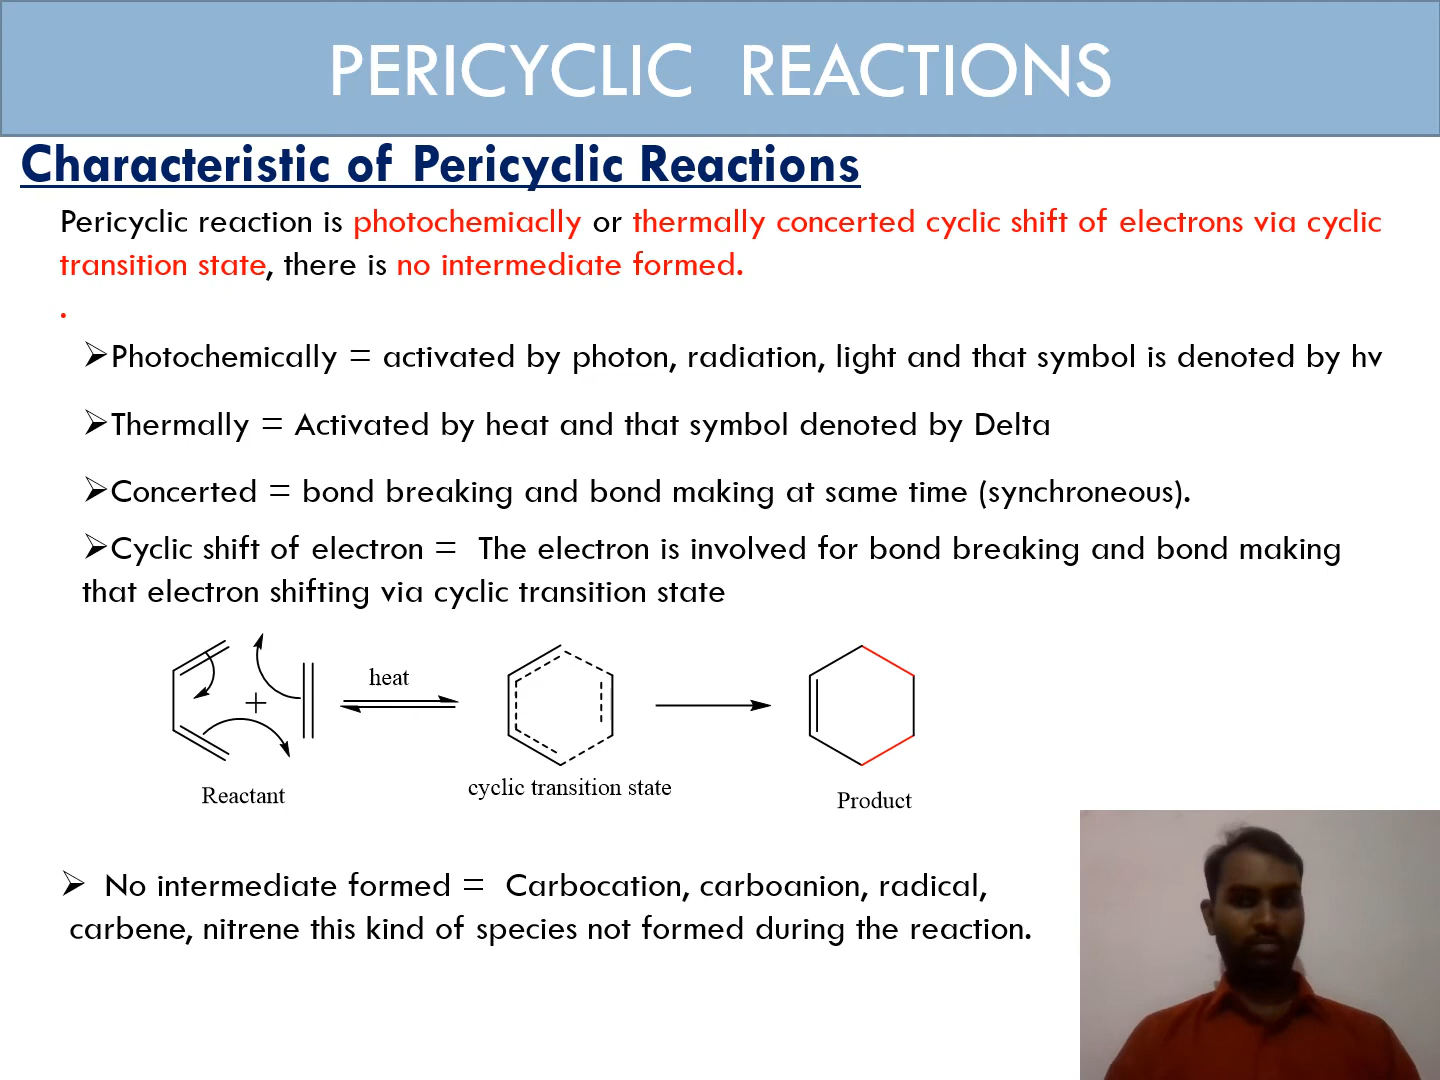 PERICYCLIC REACTIONS
Characteristic of Pericyclic Reactions
Pericyclic reaction is photochemiaclly or thermally concerted cyclic shift of electrons via cyclic
transition state, there is no intermediate formed.
.
➢Photochemically = activated by photon, radiation, light and that symbol is denoted by hv
➢Thermally = Activated by heat and that symbol denoted by Delta
➢Concerted = bond breaking and bond making at same time (synchroneous).
➢Cyclic shift of electron = The electron is involved for bond breaking and bond making
that electron shifting via cyclic transition state
heat
+
Reactant
cyclic transition state
Product
➢ No intermediate formed = Carbocation, carboanion, radical,
carbene, nitrene this kind of species not formed during the reaction.